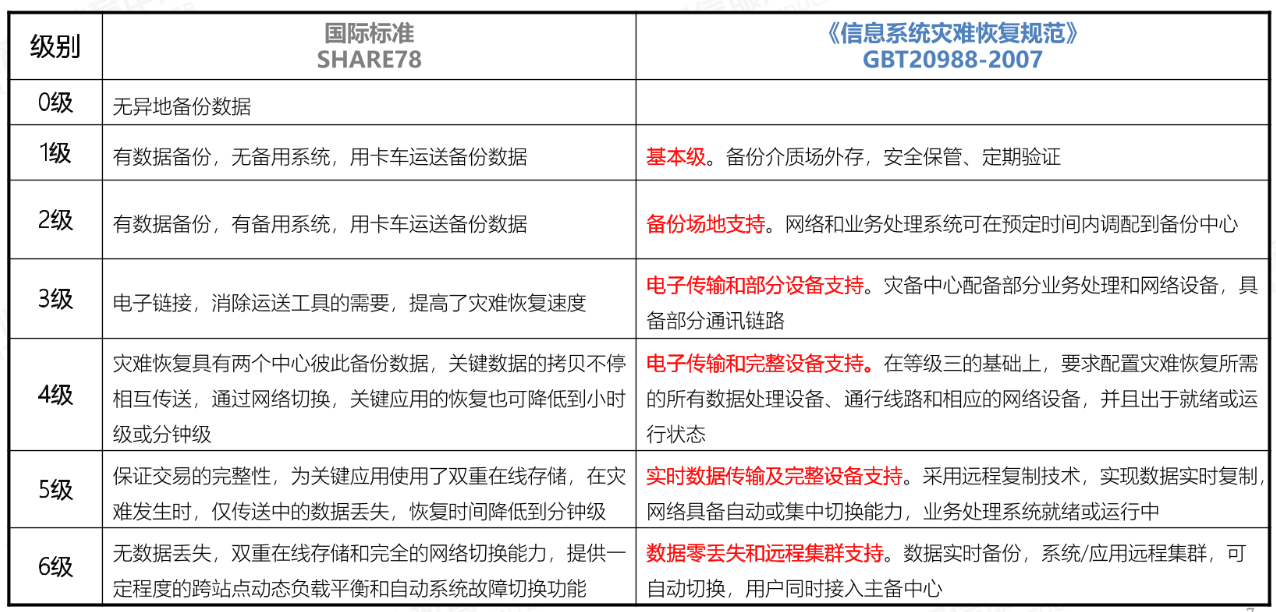 级别
国际标准
SHARE78
《信息系统灾难恢复规范》
GBT20988-2007
0级
无异地备份数据
1级
有数据备份，无备用系统，用卡车运送备份数据
基本级。备份介质场外存，安全保管、定期验证
2级
有数据备份，有备用系统，用卡车运送备份数据
备份场地支持。网络和业务处理系统可在预定时间内调配到备份中心
3级
电子链接，消除运送工具的需要，提高了灾难恢复速度
电子传输和部分设备支持。灾备中心配备部分业务处理和网络设备，具
备部分通讯链路
4级
灾难恢复具有两个中心彼此备份数据，关键数据的拷贝不停
相互传送，通过网络切换，关键应用的恢复也可降低到小时
级或分钟级
电子传输和完整设备支持。在等级三的基础上，要求配置灾难恢复所需
的所有数据处理设备、通行线路和相应的网络设备，并且出于就绪或运
行状态
5级
保证交易的完整性，为关键应用使用了双重在线存储，在灾
难发生时，仅传送中的数据丢失，恢复时间降低到分钟级
实时数据传输及完整设备支持。采用远程复制技术，实现数据实时复制，
网络具备自动或集中切换能力，业务处理系统就绪或运行中
6级
无数据丢失，双重在线存储和完全的网络切换能力，提供一
定程度的跨站点动态负载平衡和自动系统故障切换功能
数据零丢失和远程集群支持。数据实时备份，系统/应用远程集群，可
自动切换，用户同时接入主备中心